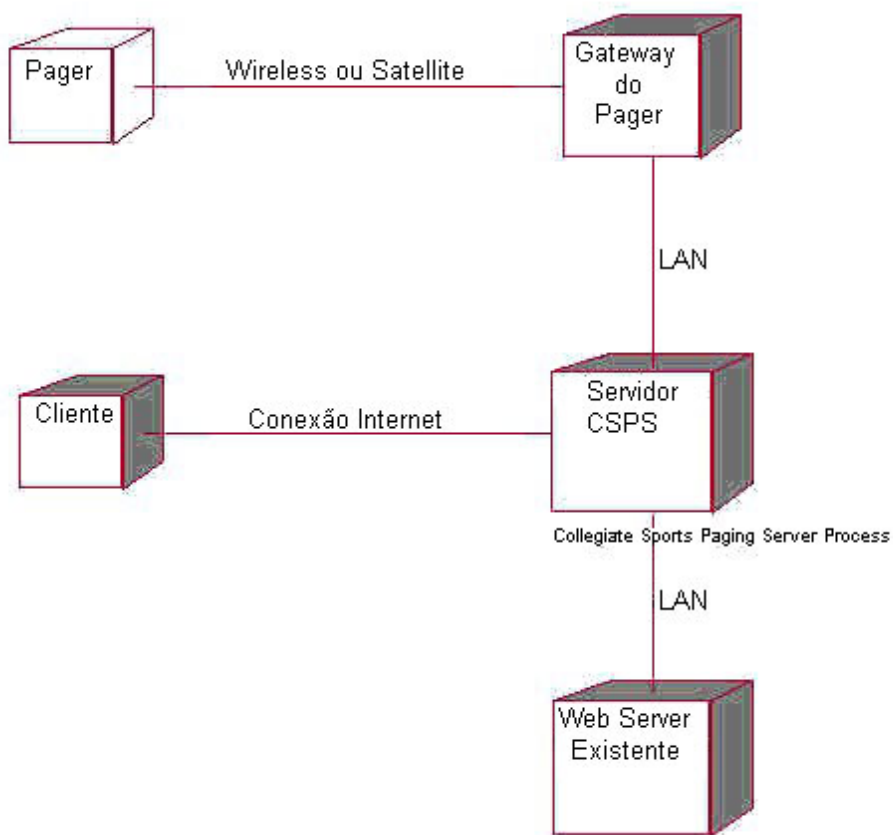 Pager
Wireless ou Satellite
Gateway
do
Pager
LAN
Cliente
Conexão Internet
Servidor
CSPS
Collegiate Sports Paging Server Process
LAN
Web Server
Existente